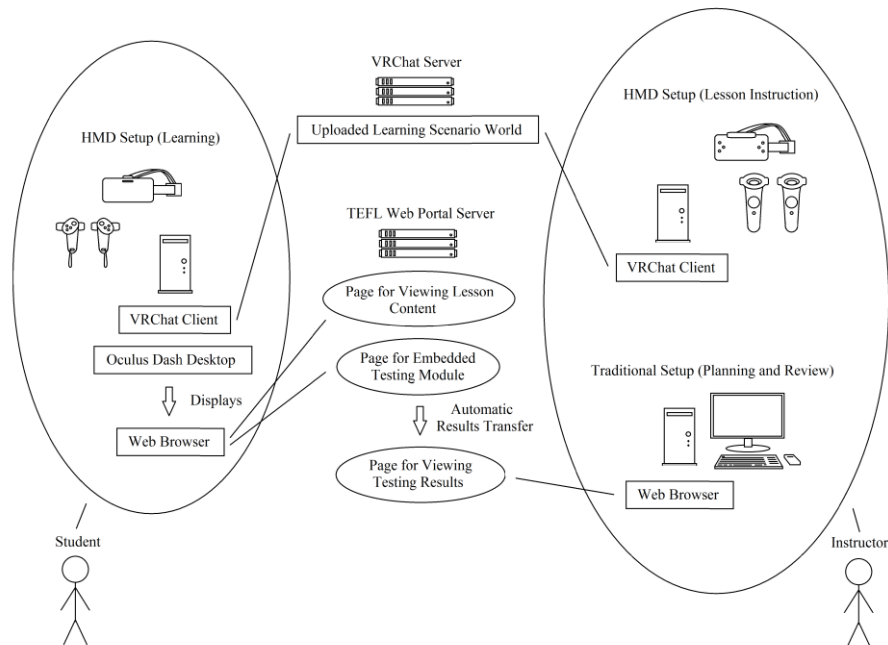 VRChat Server
Uploaded Learning Scenario World
HMD Setup (Learning)
HMD Setup (Lesson Instruction)
TEFL Web Portal Server
VRChat Client
Page for Viewing Lesson
Content
VRChat Client
Oculus Dash Desktop
Page for Embedded
Testing Module
Traditional Setup (Planning and Review)
Displays
Automatic
Results Transfer
Web Browser
Page for Viewing
Testing Results
Web Browser
Student
Instructor